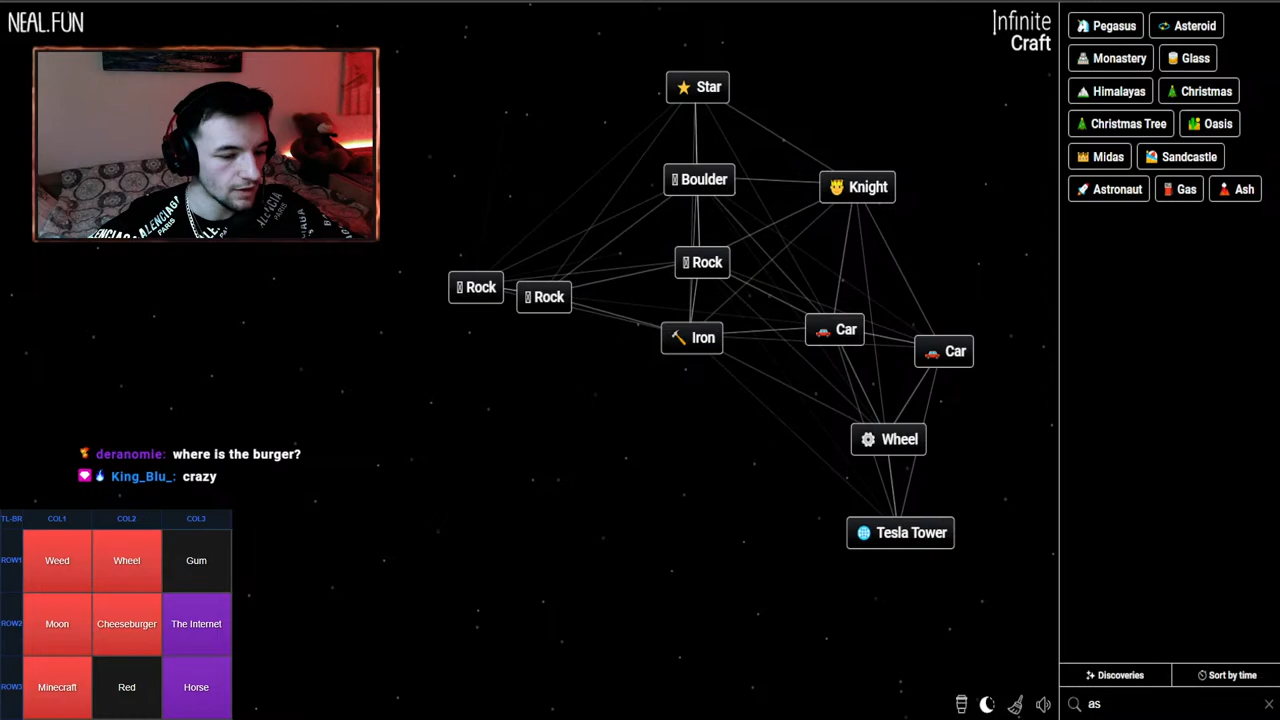 NEAL.FUN
Infinite
Craft
Star
Boulder
Knight
Rock
Rock
Rock
Iron
Car
Car
Wheel
Tesla Tower
BALENCIAGA
PARIS
deranomie: where is the burger?
King_Blu_: crazy
TL-BR COL1 COL2 COL3
ROW1 Weed Wheel Gum
ROW2 Moon Cheeseburger The Internet
ROW3 Minecraft Red Horse
Pegasus Asteroid
Monastery Glass
Himalayas Christmas
Christmas Tree Oasis
Midas Sandcastle
Astronaut Gas Ash
Discoveries Sort by time
as